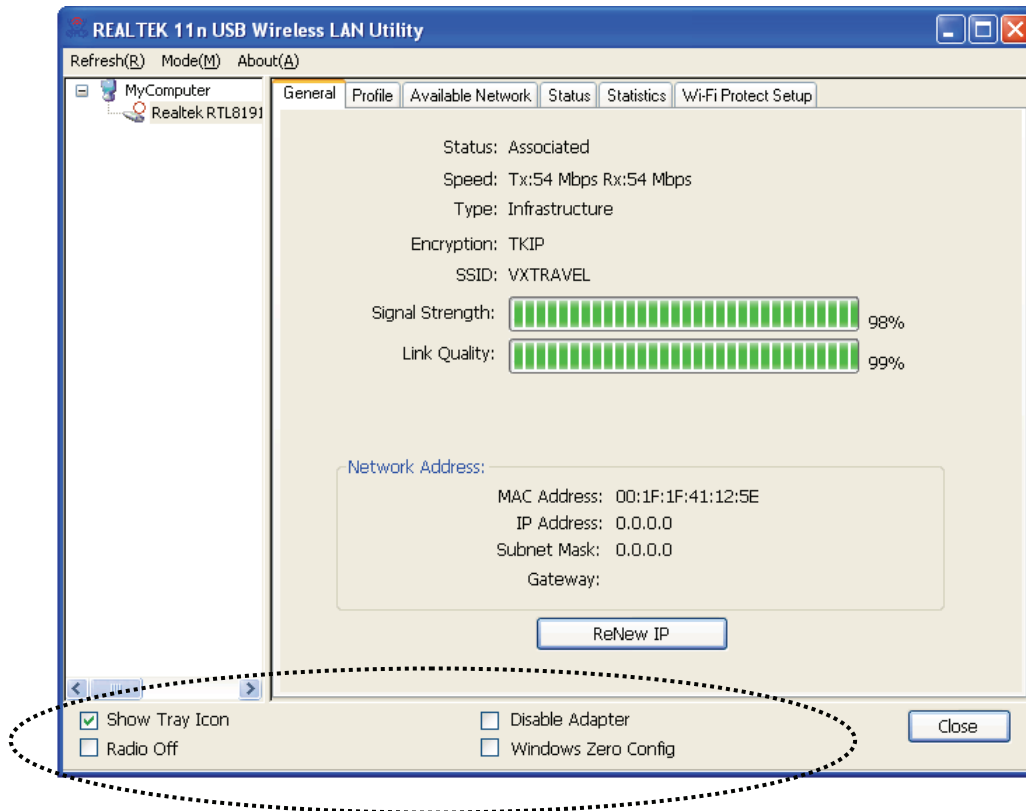 REALTEK 11n USB Wireless LAN Utility
Refresh(R) Mode(M) About(A)
MyComputer
Realtek RTL8191
General Profile Available Network Status Statistics Wi-Fi Protect Setup
Status: Associated
Speed: Tx:54 Mbps Rx:54 Mbps
Type: Infrastructure
Encryption: TKIP
SSID: VXTRAVEL
Signal Strength: 98%
Link Quality: 99%
Network Address:
MAC Address: 00:1F:1F:41:12:5E
IP Address: 0.0.0.0
Subnet Mask: 0.0.0.0
Gateway:
ReNew IP
Show Tray Icon Disable Adapter
Radio Off Windows Zero Config
Close